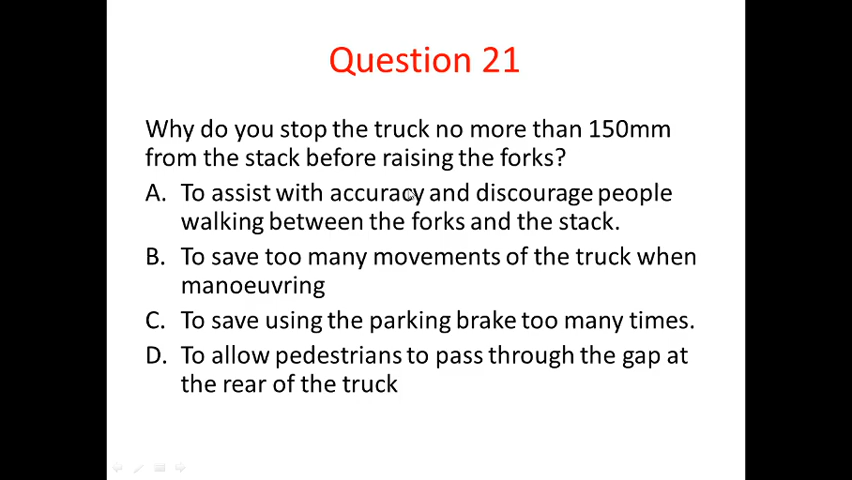 Question 21
Why do you stop the truck no more than 150mm
from the stack before raising the forks?
A. To assist with accuracy and discourage people
walking between the forks and the stack.
B. To save too many movements of the truck when
manoeuvring
C. To save using the parking brake too many times.
D. To allow pedestrians to pass through the gap at
the rear of the truck